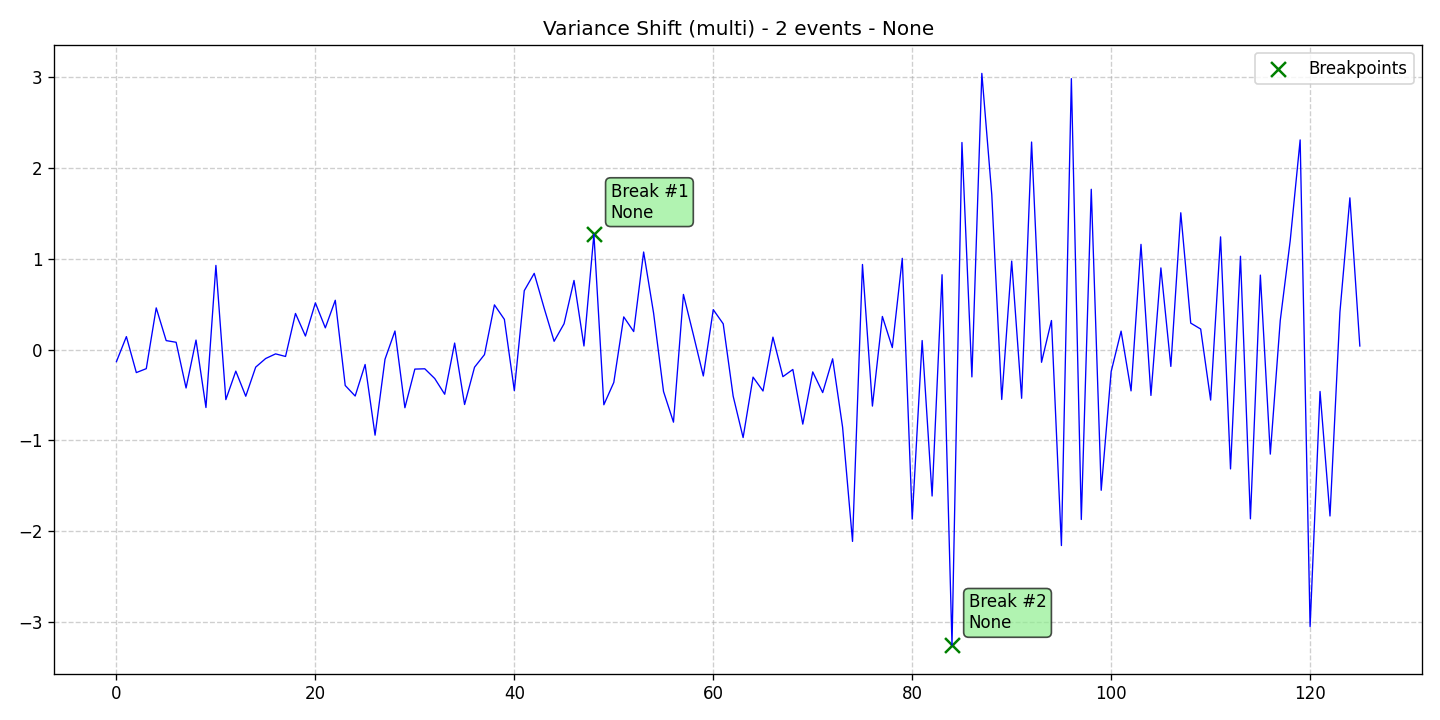 Variance Shift (multi) - 2 events - None
Breakpoints
3
2
1
0
−1
−2
−3
Break #1
None
Break #2
None
0
20
40
60
80
100
120